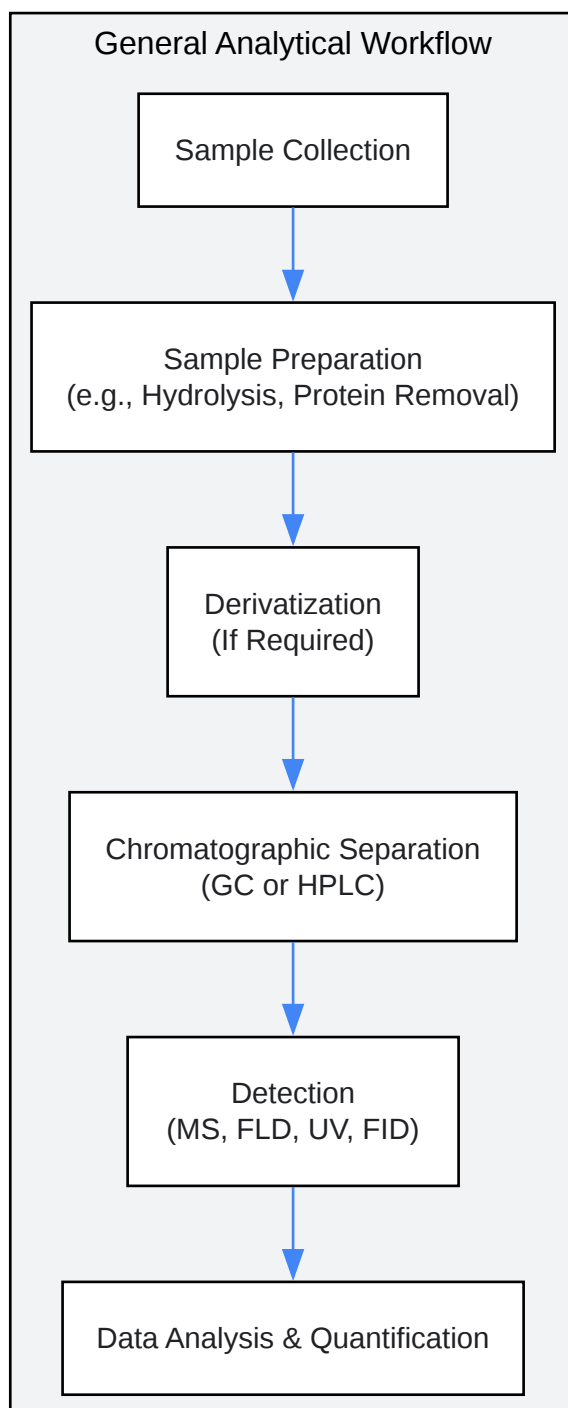 General Analytical Workflow
Sample Collection
Sample Preparation
(e.g., Hydrolysis, Protein Removal)
Derivatization
(If Required)
Chromatographic Separation
(GC or HPLC)
Detection
(MS, FLD, UV, FID)
Data Analysis & Quantification